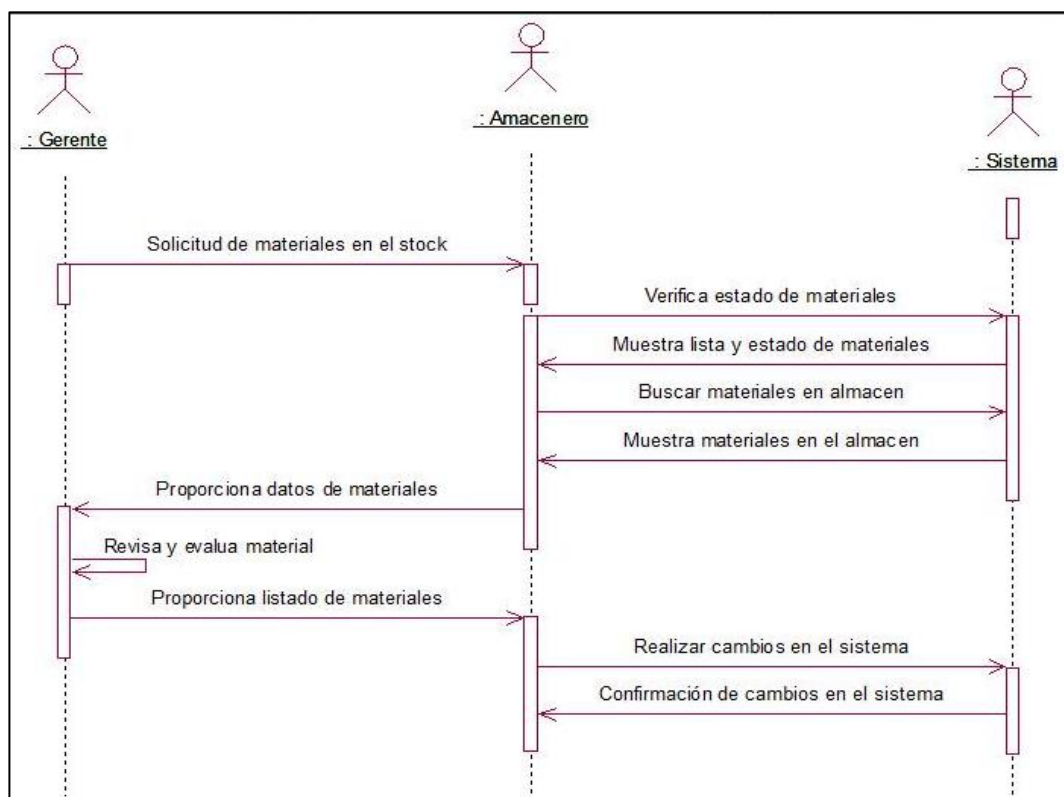 : Gerente
: Amacenero
: Sistema
Solicitud de materiales en el stock
Verifica estado de materiales
Muestra lista y estado de materiales
Buscar materiales en almacen
Muestra materiales en el almacen
Proporciona datos de materiales
Revisa y evalua material
Proporciona listado de materiales
Realizar cambios en el sistema
Confirmación de cambios en el sistema